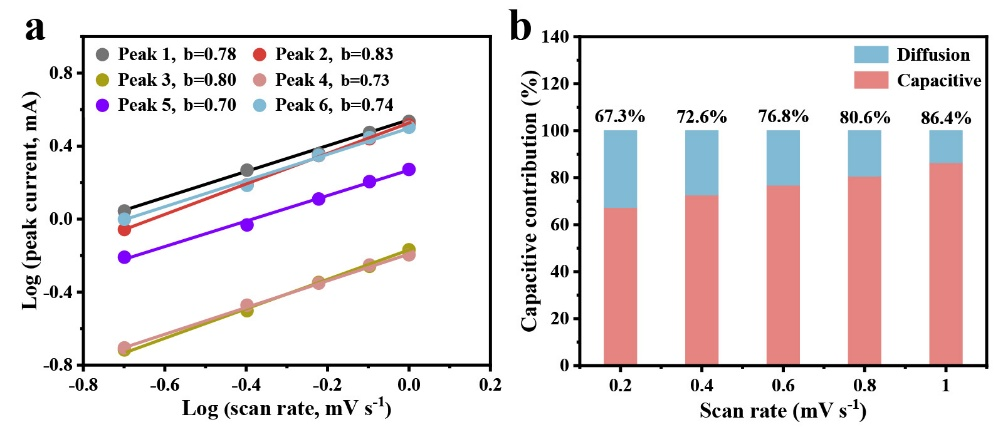 a
Peak 1, b=0.78
Peak 2, b=0.83
Peak 3, b=0.80
Peak 4, b=0.73
Peak 5, b=0.70
Peak 6, b=0.74
Log (peak current, mA)
0.8
0.4
0.0
-0.4
-0.8
-0.8 -0.6 -0.4 -0.2 0.0 0.2
Log (scan rate, mV s⁻¹)
b
Diffusion
Capacitive
Capacitive contribution (%)
140
120
100
80
60
40
20
0
67.3% 72.6% 76.8% 80.6% 86.4%
0.2 0.4 0.6 0.8 1
Scan rate (mV s⁻¹)